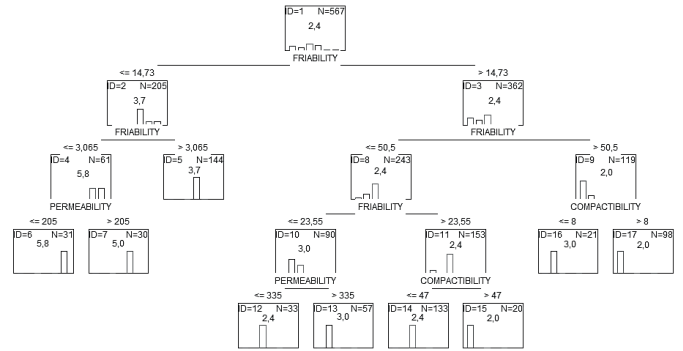 ID=1 N=567
2,4
FRIABILITY
<= 14,73 > 14,73
ID=2 N=205 ID=3 N=362
3,7 2,4
FRIABILITY FRIABILITY
<= 3,065 > 3,065 <= 50,5 > 50,5
ID=4 N=61 ID=5 N=144 ID=8 N=243 ID=9 N=119
5,8 3,7 2,4 2,0
PERMEABILITY FRIABILITY COMPACTIBILITY
<= 205 > 205 <= 23,55 > 23,55 <= 8 > 8
ID=6 N=31 ID=7 N=30 ID=10 N=90 ID=11 N=153 ID=16 N=21 ID=17 N=98
5,8 5,0 3,0 2,4 3,0 2,0
PERMEABILITY COMPACTIBILITY
<= 335 > 335 <= 47 > 47
ID=12 N=33 ID=13 N=57 ID=14 N=133 ID=15 N=20
2,4 3,0 2,4 2,0